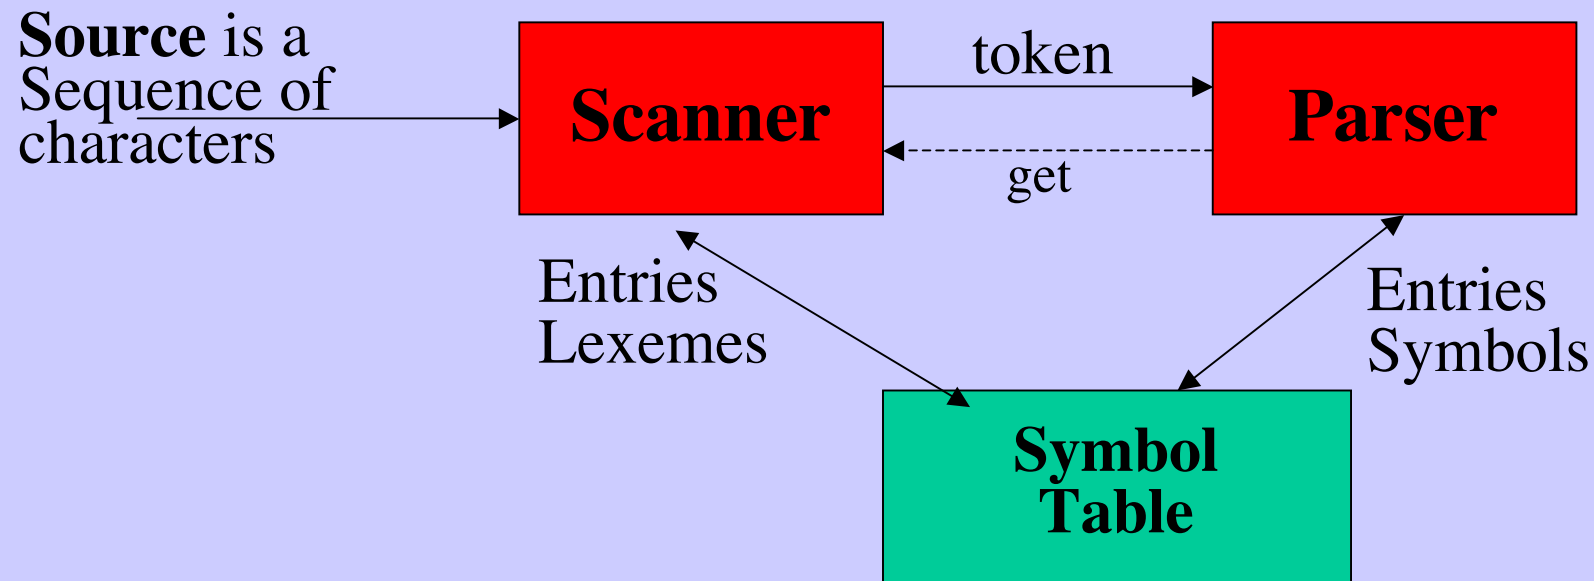 Source is a
Sequence of
characters
Scanner
token
get
Parser
Entries
Lexemes
Entries
Symbols
Symbol
Table